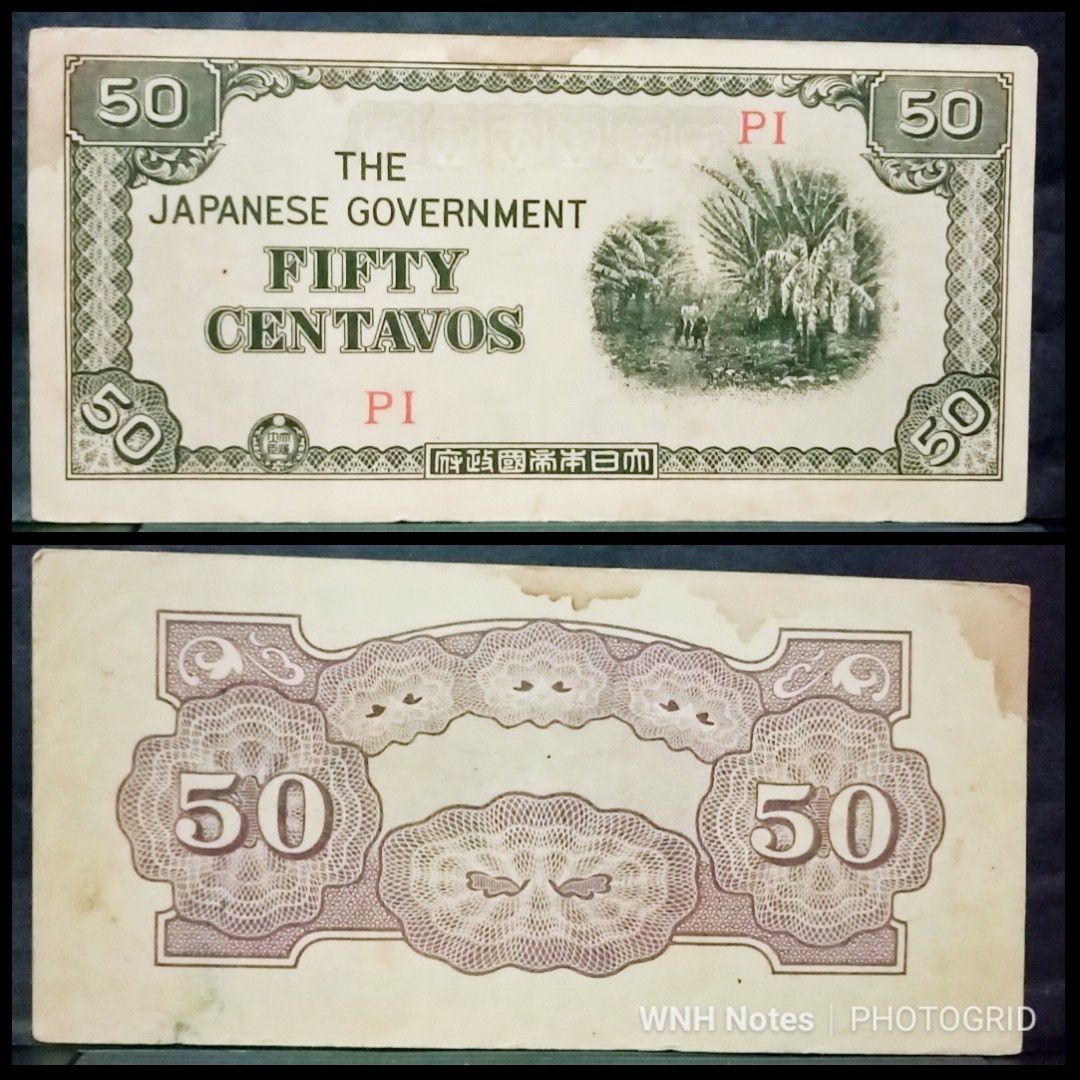 50
50
PI
THE
JAPANESE GOVERNMENT
FIFTY
CENTAVOS
PI
50
50
府政國帝本日大
50
50
WNH Notes | PHOTOGRID